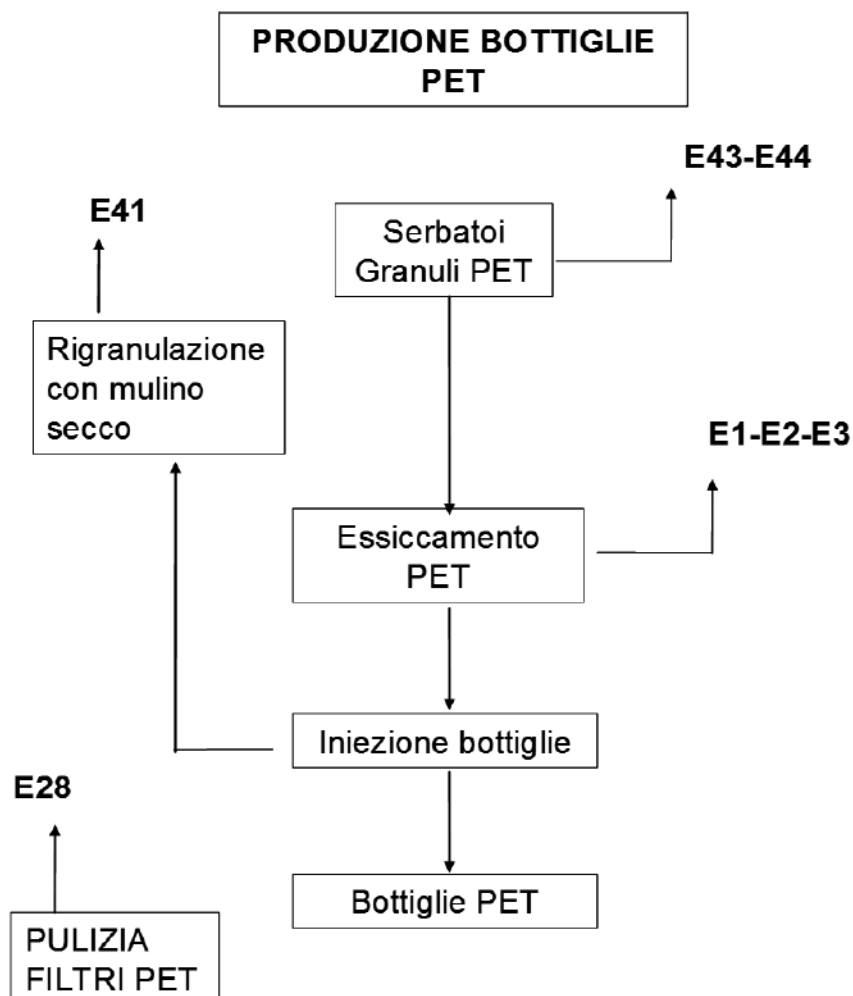 PRODUZIONE BOTTIGLIE
PET
E43-E44
E41
Serbatoi
Granuli PET
Rigranulazione
con mulino
secco
E1-E2-E3
Essiccamento
PET
Iniezione bottiglie
E28
Bottiglie PET
PULIZIA
FILTRI PET